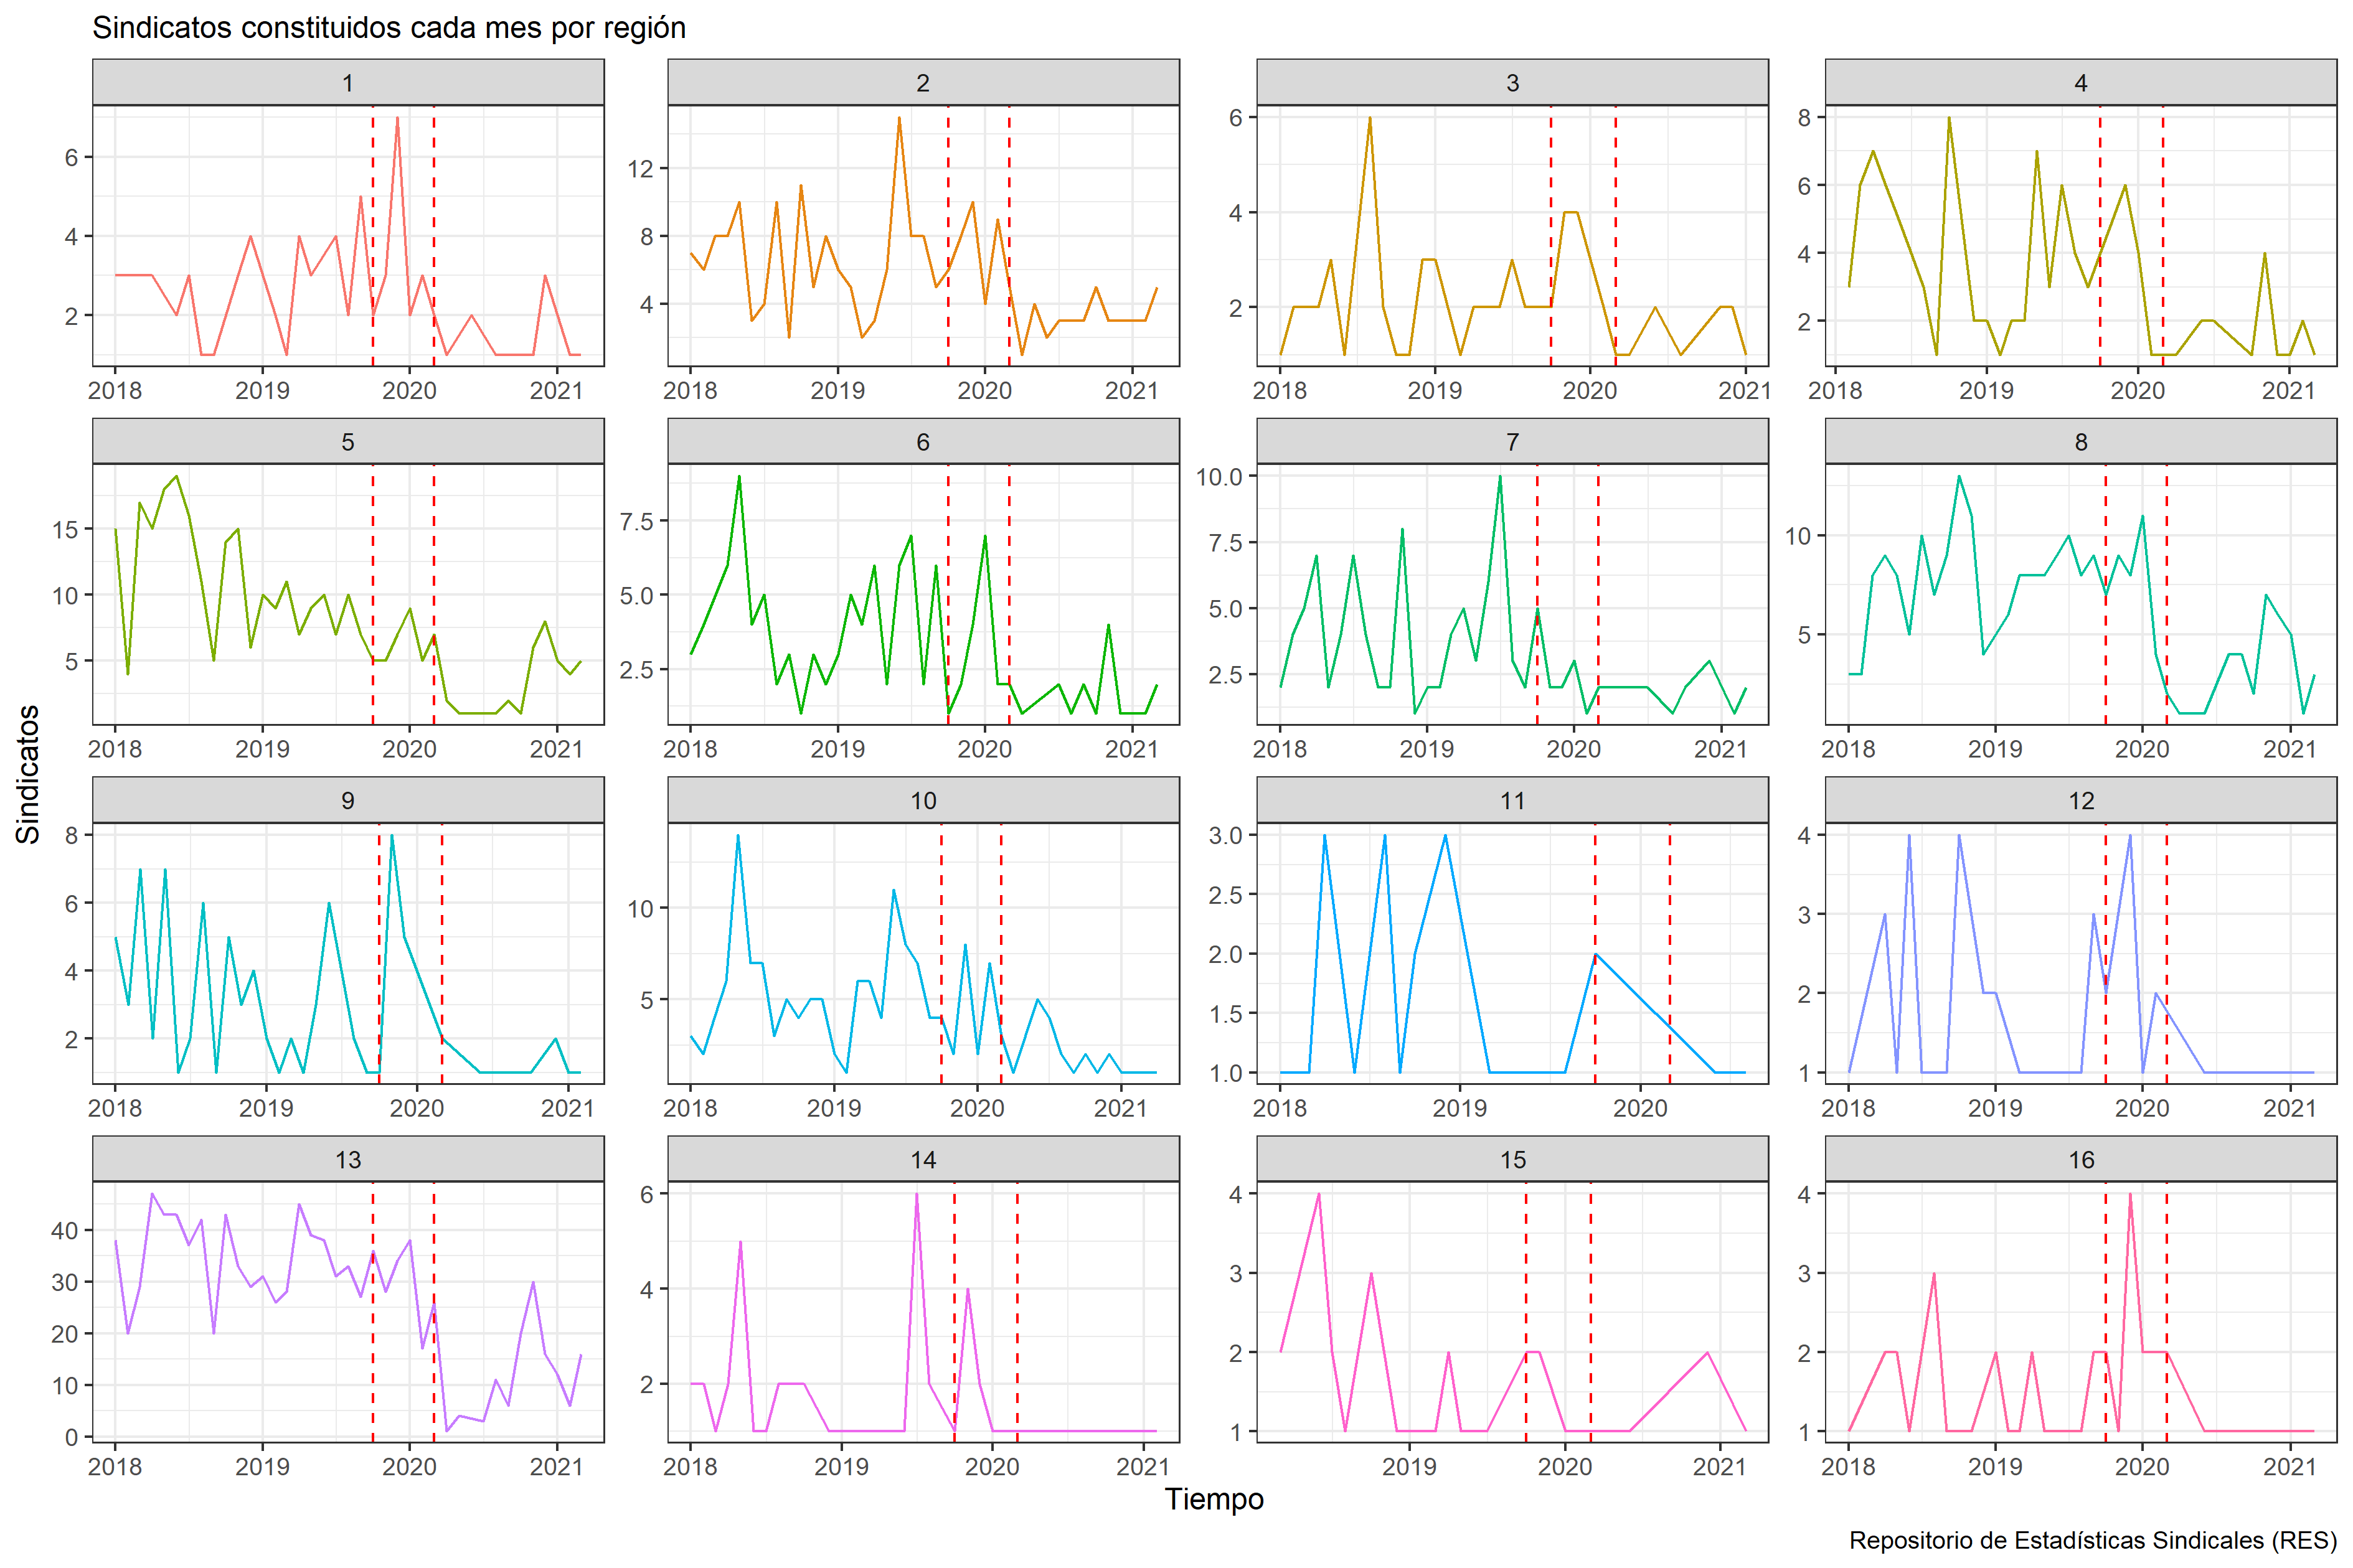 Sindicatos constituidos cada mes por región
1 2 3 4
6 4 2
12 8 4
6 4 2
8 6 4 2
2018 2019 2020 2021 2018 2019 2020 2021 2018 2019 2020 2021 2018 2019 2020 2021
5 6 7 8
15 10 5
7.5 5.0 2.5
10.0 7.5 5.0 2.5
10 5
2018 2019 2020 2021 2018 2019 2020 2021 2018 2019 2020 2021 2018 2019 2020 2021
Sindicatos
9 10 11 12
8 6 4 2
10 5
3.0 2.5 2.0 1.5 1.0
4 3 2 1
2018 2019 2020 2021 2018 2019 2020 2021 2018 2019 2020 2018 2019 2020 2021
13 14 15 16
40 30 20 10 0
6 4 2
4 3 2 1
4 3 2 1
2018 2019 2020 2021 2018 2019 2020 2021 2019 2020 2021 2018 2019 2020 2021
Tiempo
Repositorio de Estadísticas Sindicales (RES)